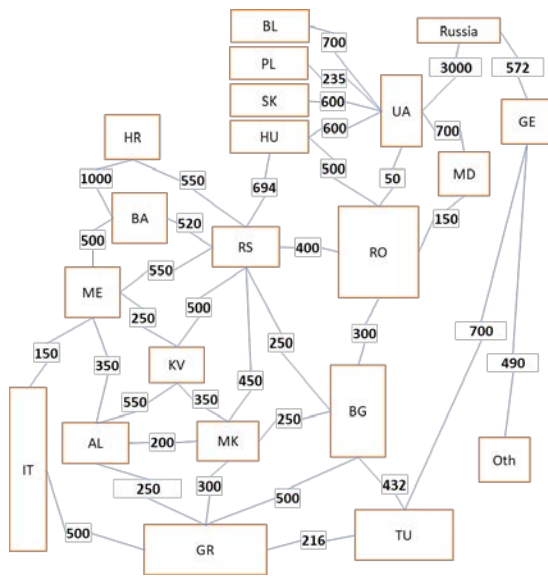 BL
Russia
700
PL
235
3000
572
SK
600
UA
GE
HR
HU
600
700
1000
550
694
500
50
MD
BA
520
150
500
RS
400
RO
550
ME
250
500
300
150
250
700
350
KV
490
550
350
450
BG
250
AL
200
MK
Oth
IT
250
300
500
432
500
GR
216
TU